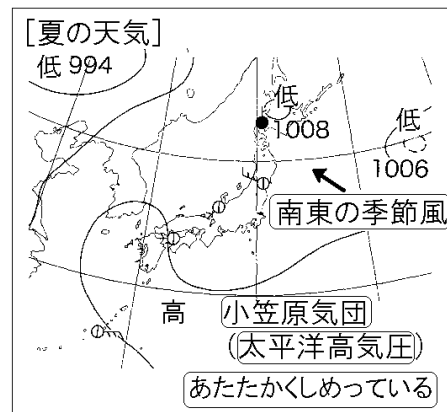 [夏の天気]
低 994
低
1008
低
1006
南東の季節風
高
小笠原気団
(太平洋高気圧)
あたたかくしめっている